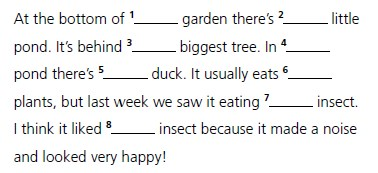 At the bottom of ¹______ garden there's ²______ little
pond. It's behind ³______ biggest tree. In ⁴______
pond there's ⁵______ duck. It usually eats ⁶______
plants, but last week we saw it eating ⁷______ insect.
I think it liked ⁸______ insect because it made a noise
and looked very happy!